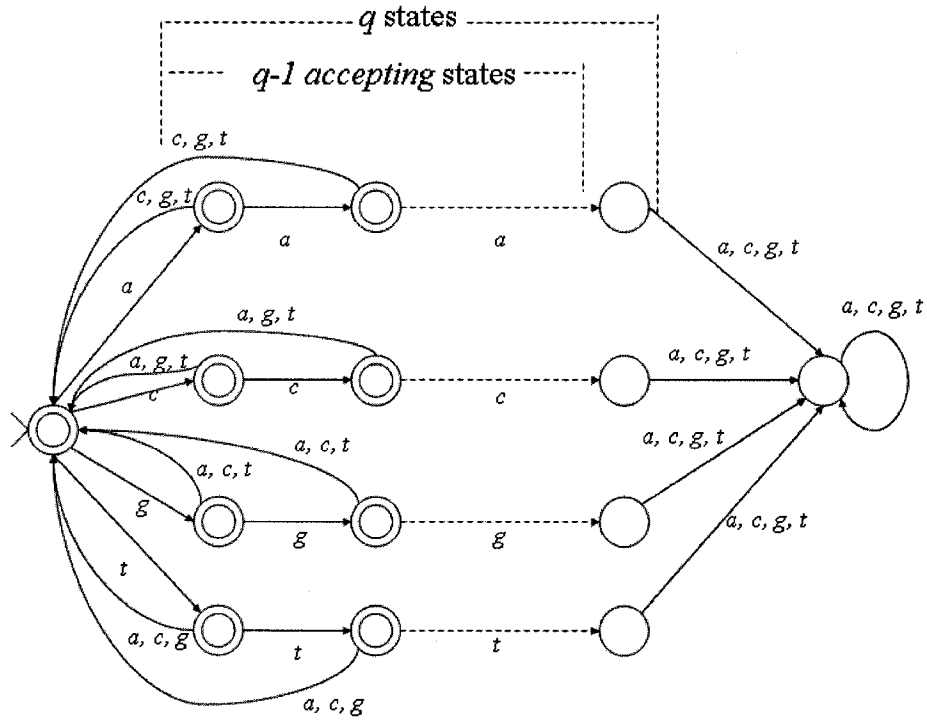 q states
q-1 accepting states
c, g, t
c, g, t
a
a
a
a, c, g, t
a, c, g, t
a, g, t
a, g, t
c
c
c
a, c, g, t
a, c, t
a, c, t
a, c, g, t
g
g
g
a, c, g, t
t
a, c, g
t
t
a, c, g